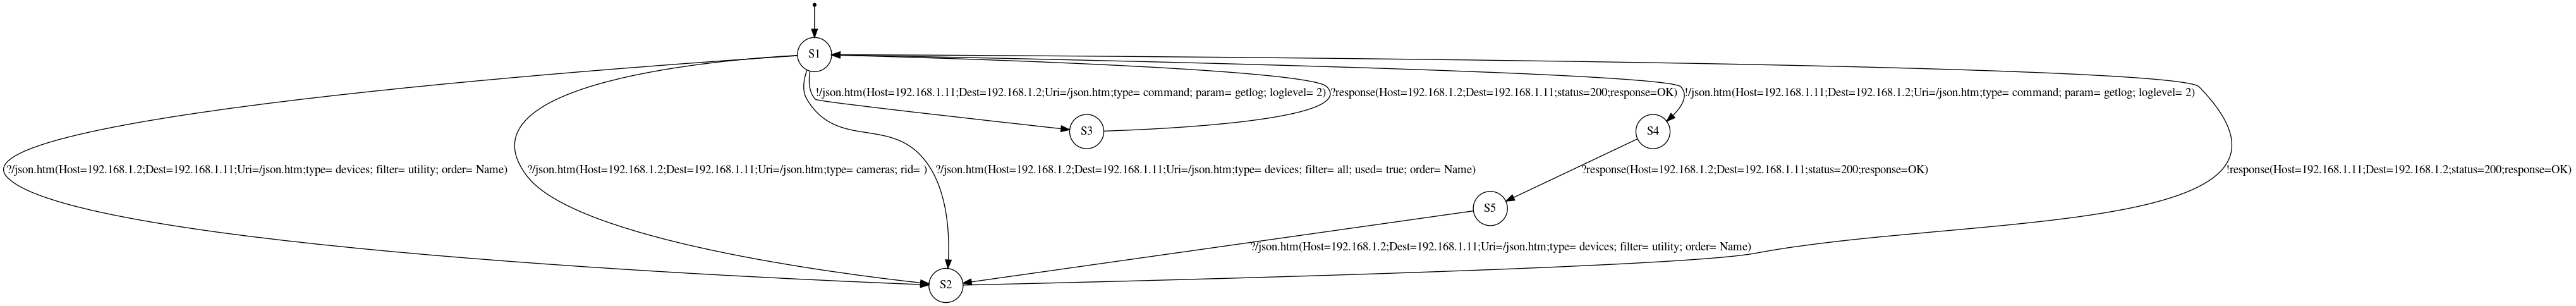 S1
!/json.htm(Host=192.168.1.11;Dest=192.168.1.2;Uri=/json.htm;type= command; param= getlog; loglevel= 2)
?response(Host=192.168.1.2;Dest=192.168.1.11;status=200;response=OK)
!/json.htm(Host=192.168.1.11;Dest=192.168.1.2;Uri=/json.htm;type= command; param= getlog; loglevel= 2)
S3
S4
?/json.htm(Host=192.168.1.2;Dest=192.168.1.11;Uri=/json.htm;type= devices; filter= utility; order= Name)
?/json.htm(Host=192.168.1.2;Dest=192.168.1.11;Uri=/json.htm;type= cameras; rid= )
?/json.htm(Host=192.168.1.2;Dest=192.168.1.11;Uri=/json.htm;type= devices; filter= all; used= true; order= Name)
?response(Host=192.168.1.2;Dest=192.168.1.11;status=200;response=OK)
!response(Host=192.168.1.11;Dest=192.168.1.2;status=200;response=OK)
S5
?/json.htm(Host=192.168.1.2;Dest=192.168.1.11;Uri=/json.htm;type= devices; filter= utility; order= Name)
S2